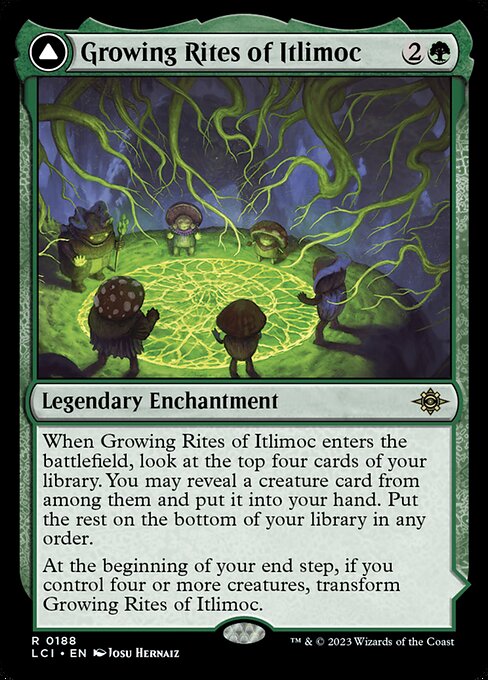 Growing Rites of Itlimoc 2
Legendary Enchantment
When Growing Rites of Itlimoc enters the
battlefield, look at the top four cards of your
library. You may reveal a creature card from
among them and put it into your hand. Put
the rest on the bottom of your library in any
order.
At the beginning of your end step, if you
control four or more creatures, transform
Growing Rites of Itlimoc.
R 0188
LCI • EN Josu Hernaiz
™ & © 2023 Wizards of the Coast